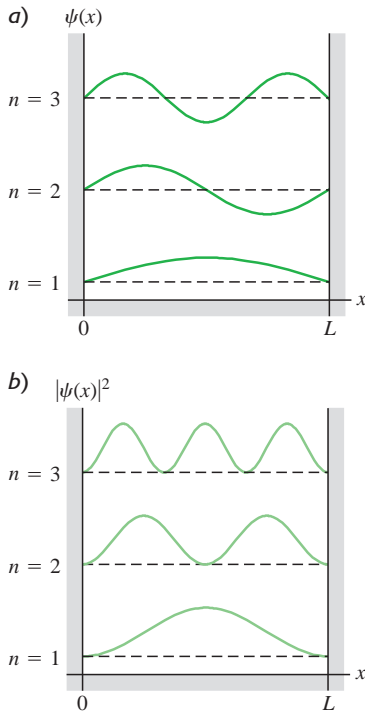 a)
ψ(x)
n = 3
n = 2
n = 1
x
0
L
b)
|ψ(x)|²
n = 3
n = 2
n = 1
x
0
L